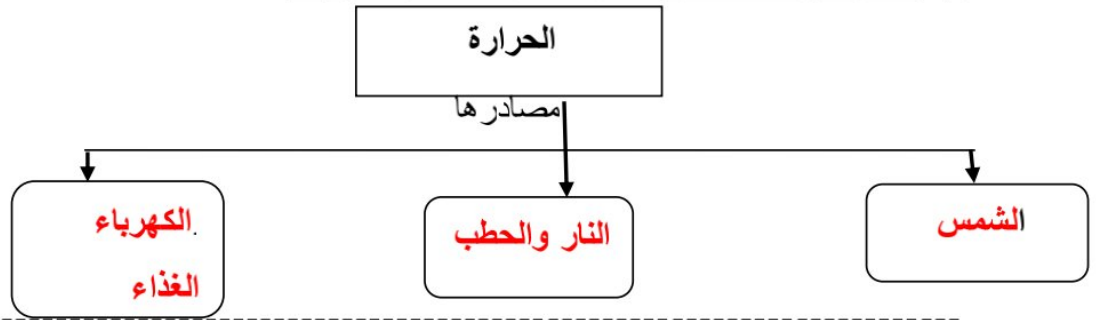 الحرارة
مصادرها
الشمس
النار والحطب
.الكهرباء
الغذاء